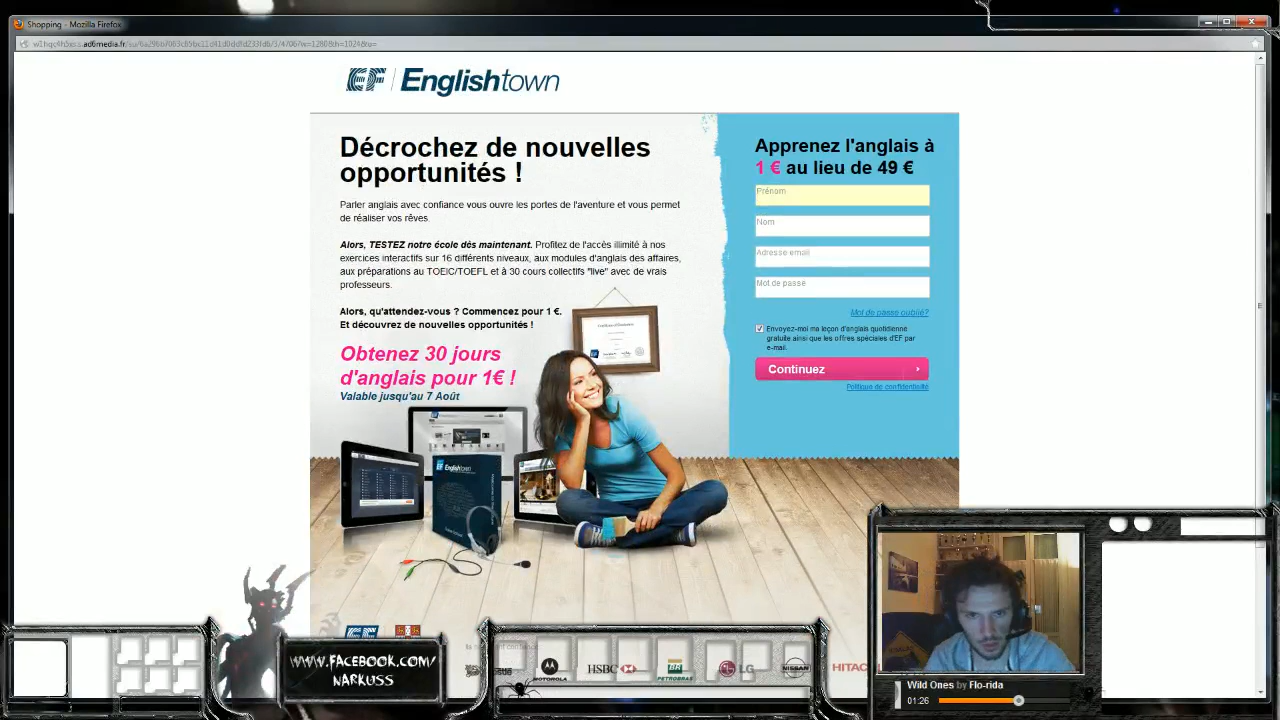 Shopping - Mozilla Firefox
EF Englishtown
Décrochez de nouvelles
opportunités !
Parler anglais avec confiance vous ouvre les portes de l'aventure et vous permet
de réaliser vos rêves.
Alors, TESTEZ notre école dès maintenant. Profitez de l'accès illimité à nos
exercices interactifs sur 16 différents niveaux, aux modules d'anglais des affaires,
aux préparations au TOEIC/TOEFL et à 30 cours collectifs "live" avec de vrais
professeurs.
Alors, qu'attendez-vous ? Commencez pour 1 €.
Et découvrez de nouvelles opportunités !
Obtenez 30 jours
d'anglais pour 1€ !
Valable jusqu'au 7 Août
Apprenez l'anglais à
1 € au lieu de 49 €
Prénom
Nom
Adresse email
Mot de passe
Mot de passe oublié?
Envoyez-moi ma leçon d'anglais quotidienne
gratuite ainsi que les offres spéciales d'EF par
e-mail.
Continuez
Politique de confidentialité
Englishtown
WWW.FACEBOOK.COM/
NARKUSS
MOTOROLA
HSBC
BR
PETROBRAS
LG
NISSAN
HITACHI
Wild Ones by Flo-rida
01:26